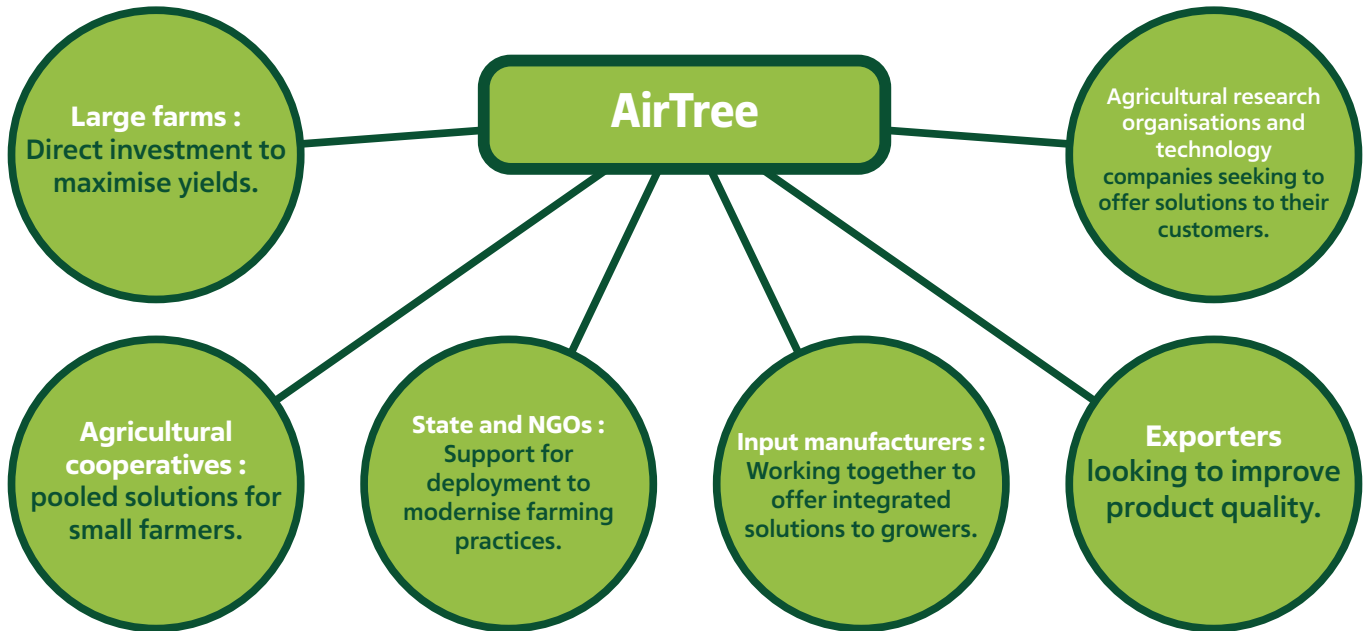 AirTree
Large farms :
Direct investment to
maximise yields.
Agricultural research
organisations and
technology
companies seeking to
offer solutions to their
customers.
Agricultural
cooperatives :
pooled solutions for
small farmers.
State and NGOs :
Support for
deployment to
modernise farming
practices.
Input manufacturers :
Working together to
offer integrated
solutions to growers.
Exporters
looking to improve
product quality.